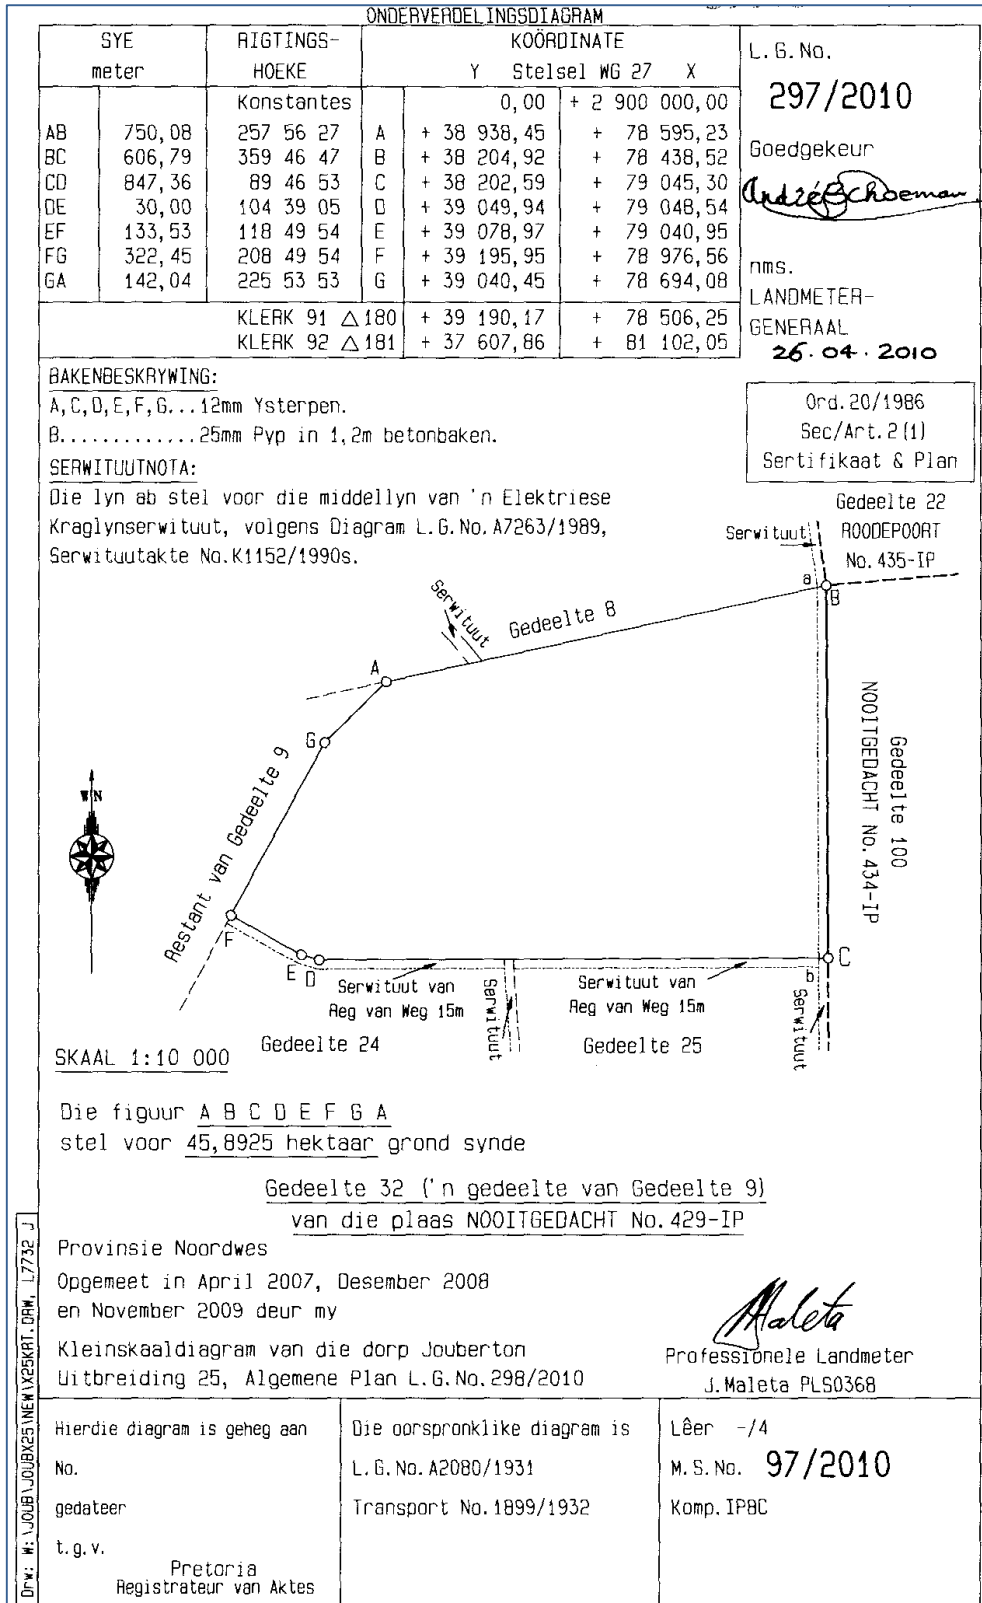 ONDERVERDELINGSDIAGRAM
SYE meter RIGTINGSHOEKE KOÖRDINATE
Y Stelsel WG 27 X
Konstantes 0,00 + 2 900 000,00
AB 750,08 257 56 27 A + 38 938,45 + 78 595,23
BC 606,79 359 46 47 B + 38 204,92 + 78 438,52
CD 847,36 89 46 53 C + 38 202,59 + 79 045,30
DE 30,00 104 39 05 D + 39 049,94 + 79 048,54
EF 133,53 118 49 54 E + 39 078,97 + 79 040,95
FG 322,45 208 49 54 F + 39 195,95 + 78 976,56
GA 142,04 225 53 53 G + 39 040,45 + 78 694,08
KLERK 91 △180 + 39 190,17 + 78 506,25
KLERK 92 △181 + 37 607,86 + 81 102,05
L.G.No.
297/2010
Goedgekeur
André Schoeman
nms.
LANDMETER-
GENERAAL
26.04.2010
BAKENBESKRYWING:
A,C,D,E,F,G...12mm Ysterpen.
B.............25mm Pyp in 1,2m betonbaken.
SERWITUUTNOTA:
Die lyn ab stel voor die middellyn van 'n Elektriese
Kraglynserwituut, volgens Diagram L.G.No.A7263/1989,
Serwituutakte No.K1152/1990s.
Ord.20/1986
Sec/Art.2(1)
Sertifikaat & Plan
Gedeelte 22
ROODEPOORT
No.435-IP
Serwituut
a
B
Serwituut
Gedeelte 8
A
G
Gedeelte 100
NOOITGEDACHT No.434-IP
Restant van Gedeelte 9
N
F
E
D
C
b
Serwituut van
Reg van Weg 15m
Serwituut
Serwituut van
Reg van Weg 15m
Serwituut
Gedeelte 24
Gedeelte 25
SKAAL 1:10 000
Die figuur A B C D E F G A
stel voor 45,8925 hektaar grond synde
Gedeelte 32 ('n gedeelte van Gedeelte 9)
van die plaas NOOITGEDACHT No.429-IP
Provinsie Noordwes
Opgemeet in April 2007, Desember 2008
en November 2009 deur my
Kleinskaaldiagram van die dorp Jouberton
Uitbreiding 25, Algemene Plan L.G.No.298/2010
Maleta
Professionele Landmeter
J.Maleta PLS0368
Drw: W:\JOUB\JOUBX25\NEW\X25KRT.DRW, L7732 J
Hierdie diagram is geheg aan
No.
gedateer
t.g.v.
Pretoria
Registrateur van Aktes
Die oorspronklike diagram is
L.G.No.A2080/1931
Transport No.1899/1932
Lêer -/4
M.S.No. 97/2010
Komp.IP8C